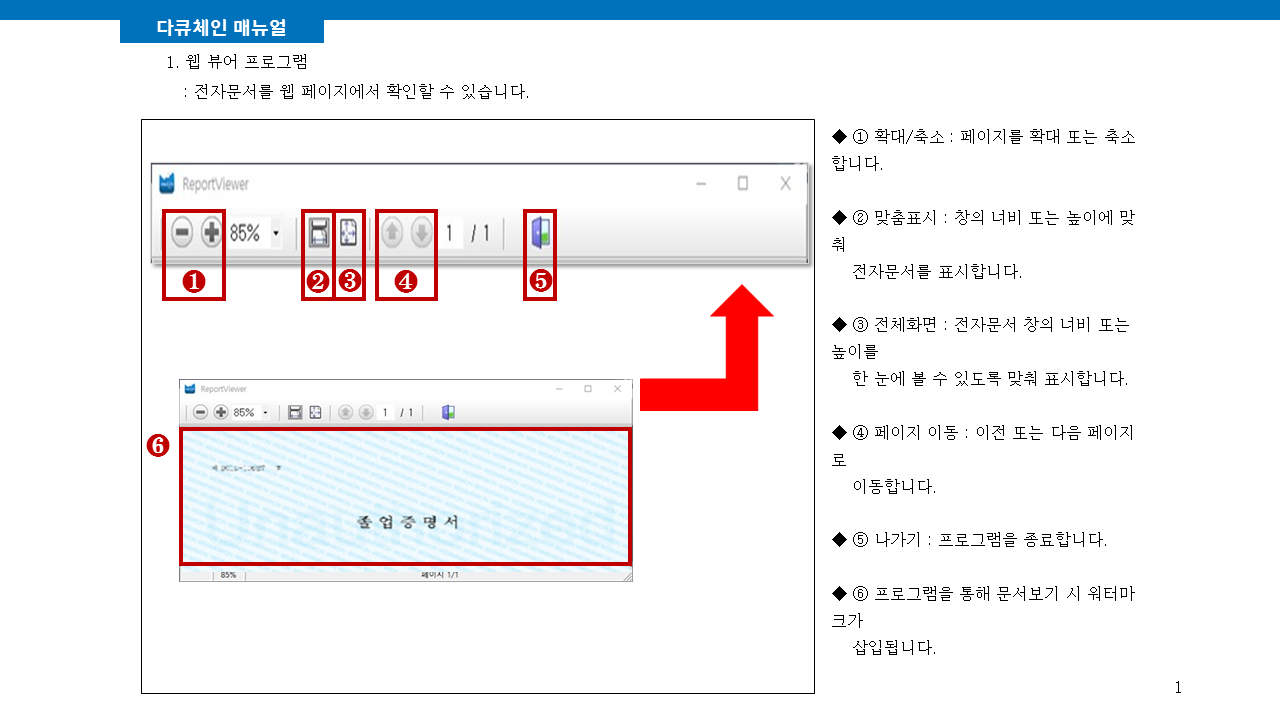 다큐체인 매뉴얼
1. 웹 뷰어 프로그램
: 전자문서를 웹 페이지에서 확인할 수 있습니다.
ReportViewer
85%
1 / 1
❶ ❷ ❸ ❹ ❺
ReportViewer
85% 1 / 1
❻
졸 업 증 명 서
85% 페이지 1/1
◆ ① 확대/축소 : 페이지를 확대 또는 축소
합니다.
◆ ② 맞춤표시 : 창의 너비 또는 높이에 맞
춰
전자문서를 표시합니다.
◆ ③ 전체화면 : 전자문서 창의 너비 또는
높이를
한 눈에 볼 수 있도록 맞춰 표시합니다.
◆ ④ 페이지 이동 : 이전 또는 다음 페이지
로
이동합니다.
◆ ⑤ 나가기 : 프로그램을 종료합니다.
◆ ⑥ 프로그램을 통해 문서보기 시 워터마
크가
삽입됩니다.
1